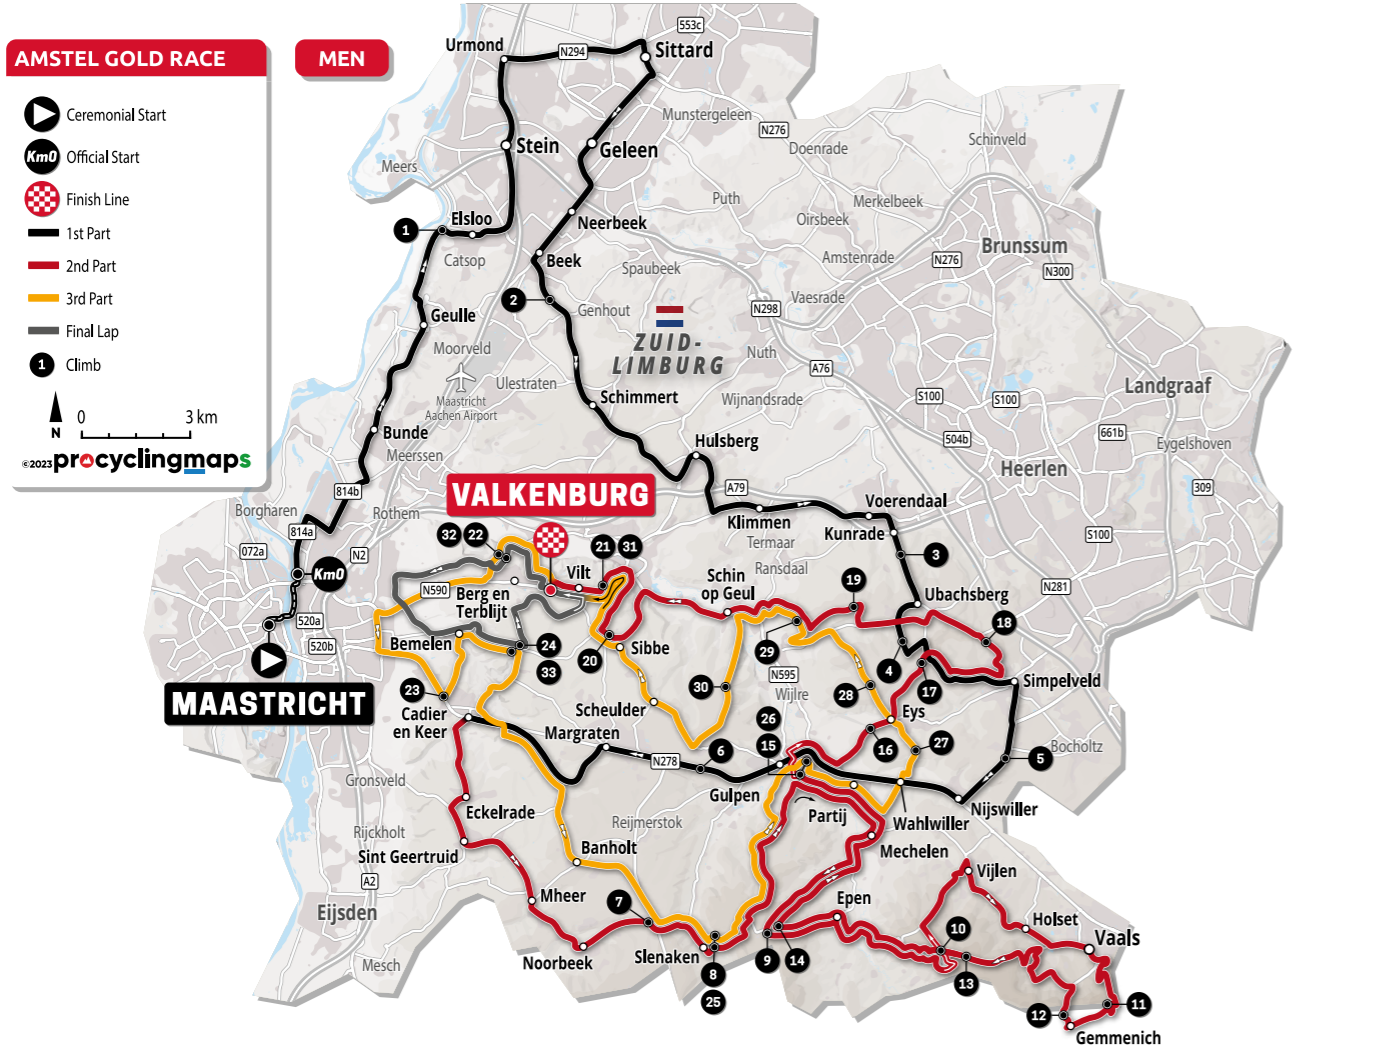 AMSTEL GOLD RACE
MEN
Ceremonial Start
Km0 Official Start
Finish Line
1st Part
2nd Part
3rd Part
Final Lap
1 Climb
N
0 3 km
©2023 procyclingmaps
553c
Urmond
N294
Sittard
Munstergeleen
N276
Doenrade
Schinveld
Stein
Geleen
Meers
Puth
Merkelbeek
Oirsbeek
Elsloo
1
Neerbeek
Brunssum
Catsop
Beek
Spaubeek
Amstenrade
N276
N300
2
Genhout
Vaesrade
N298
Geulle
ZUID-
LIMBURG
Moorveld
Nuth
A76
Ulestraten
Landgraaf
Maastricht
Aachen Airport
Schimmert
Wijnandsrade
S100
S100
Bunde
Hulsberg
504b
661b
Eygelshoven
Meerssen
Heerlen
814b
VALKENBURG
A79
309
Borgharen
Rothem
Voerendaal
814a
Klimmen
Kunrade
S100
072a
N2
32
22
21
31
Termaar
3
Km0
Vilt
Ransdaal
N590
Berg en
Terblijt
Schin
op Geul
19
Ubachsberg
N281
520a
520b
Bemelen
24
33
20
Sibbe
29
4
18
17
MAASTRICHT
23
Cadier
en Keer
Scheulder
30
N595
Wijlre
28
Simpelveld
Eys
Margraten
26
15
16
27
Bocholtz
N278
6
5
Gronsveld
Gulpen
Nijswiller
Eckelrade
Partij
Wahlwiller
Rijckholt
Reijmerstok
Sint Geertruid
Banholt
Mechelen
A2
Vijlen
Mheer
Epen
Eijsden
7
Holset
10
Vaals
Noorbeek
Slenaken
8
25
9
14
13
Mesch
12
11
Gemmenich